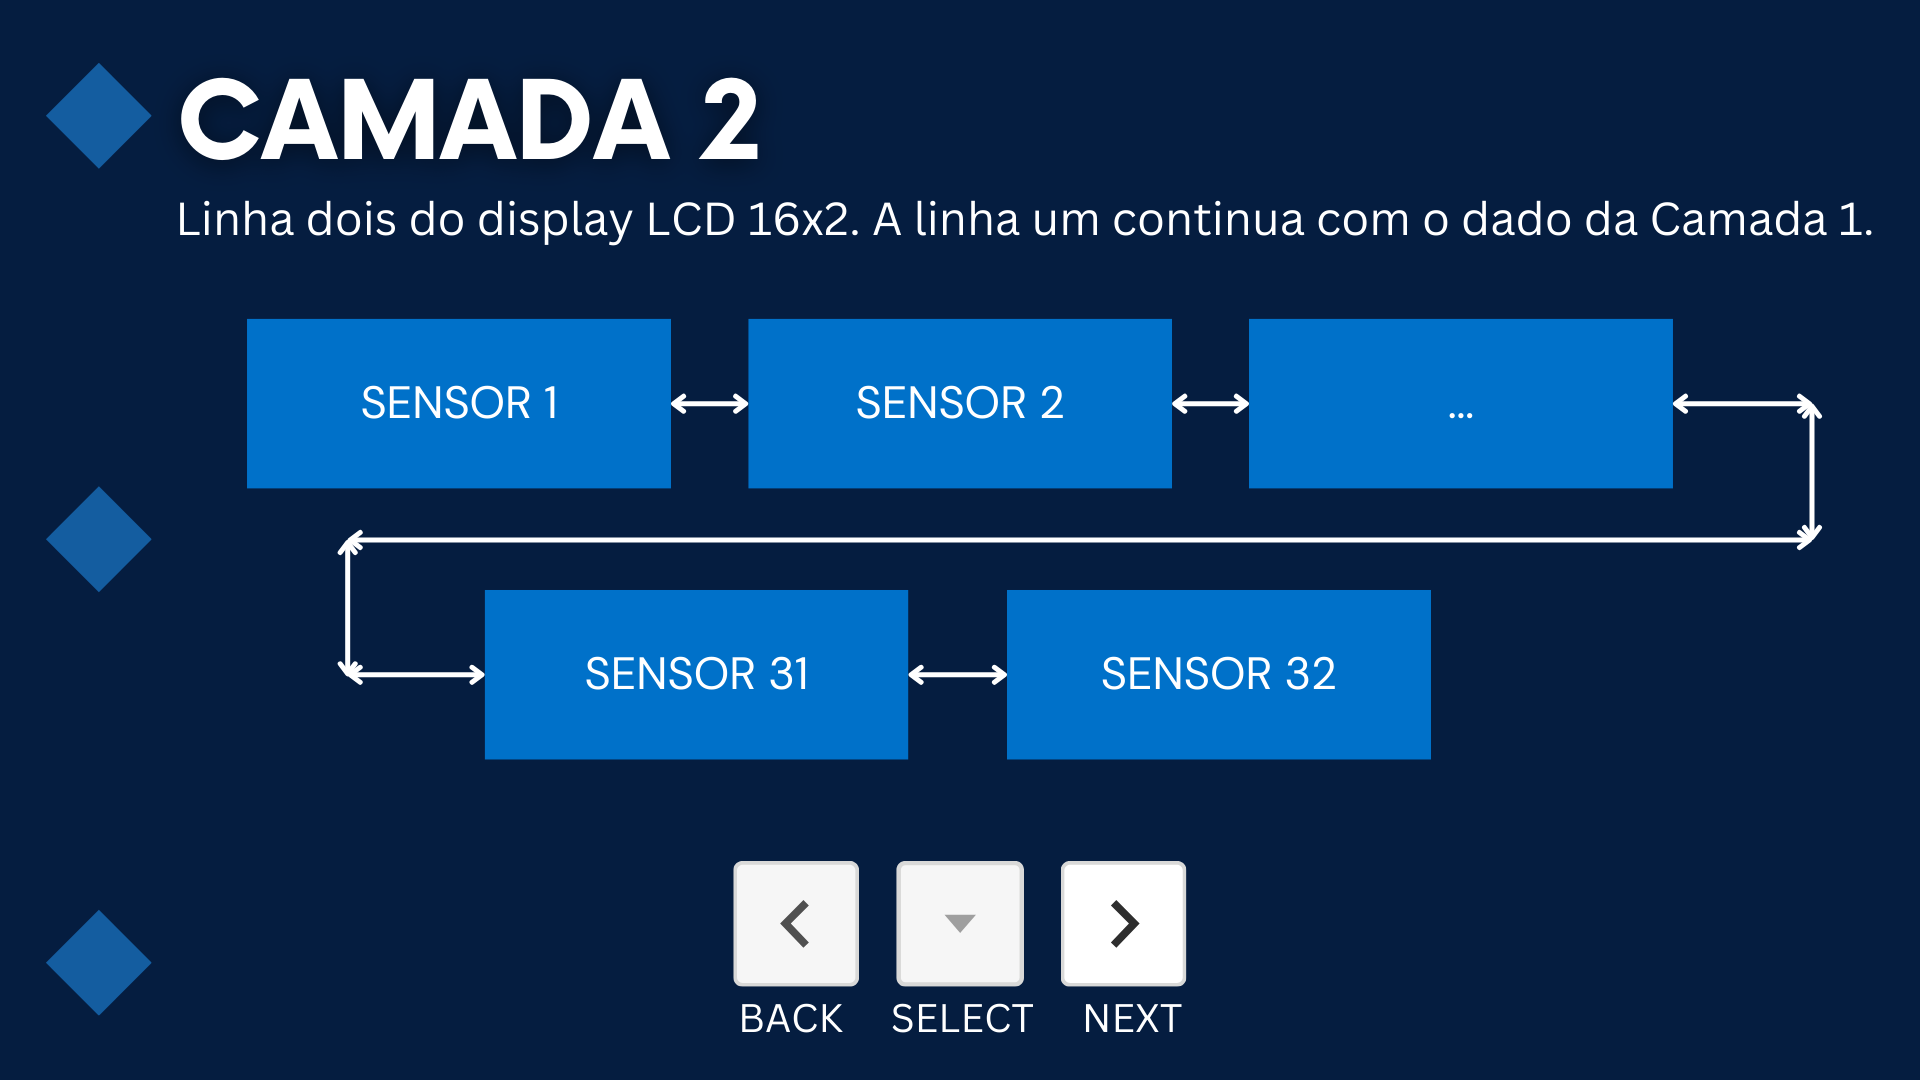 CAMADA 2
Linha dois do display LCD 16x2. A linha um continua com o dado da Camada 1.
SENSOR 1
SENSOR 2
...
SENSOR 31
SENSOR 32
BACK
SELECT
NEXT